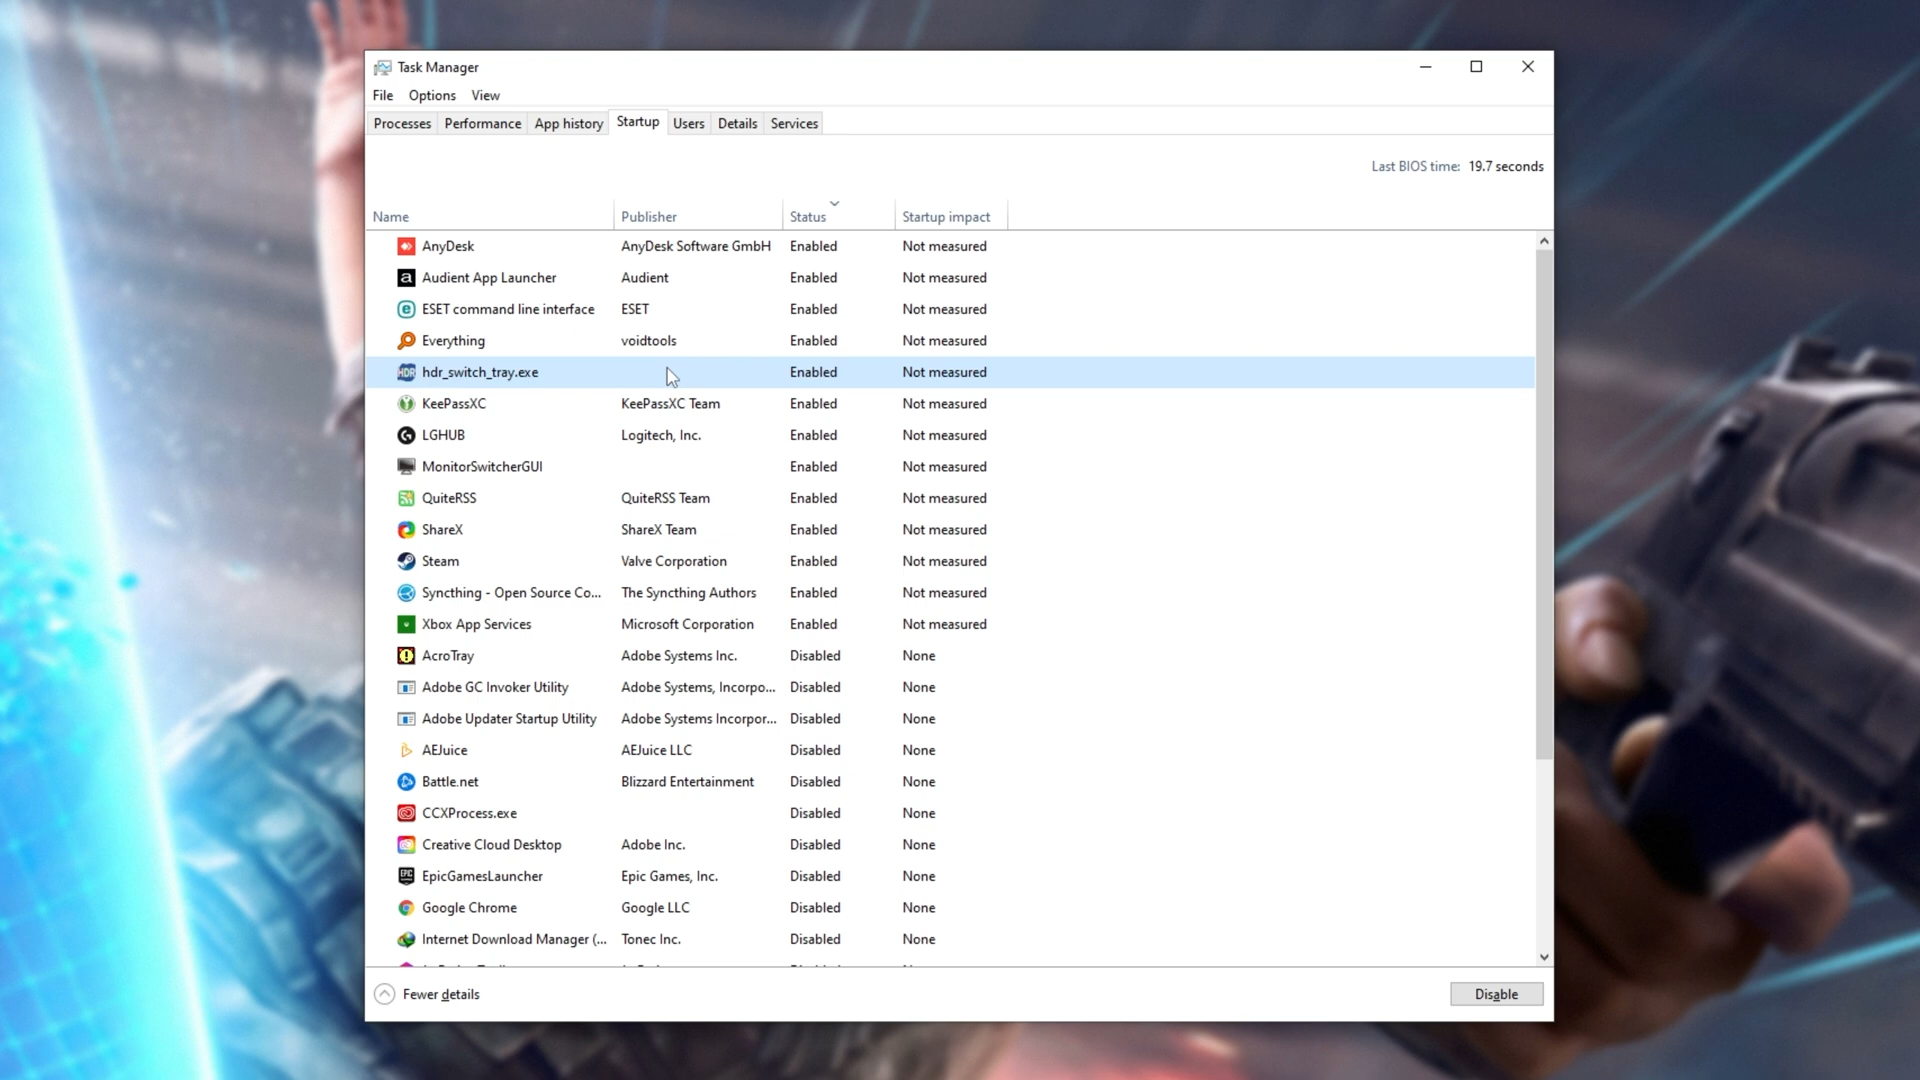 Task Manager
File Options View
Processes Performance App history Startup Users Details Services
Last BIOS time: 19.7 seconds
Name Publisher Status Startup impact
AnyDesk AnyDesk Software GmbH Enabled Not measured
a Audient App Launcher Audient Enabled Not measured
e ESET command line interface ESET Enabled Not measured
Everything voidtools Enabled Not measured
HDR hdr_switch_tray.exe Enabled Not measured
KeePassXC KeePassXC Team Enabled Not measured
LGHUB Logitech, Inc. Enabled Not measured
MonitorSwitcherGUI Enabled Not measured
QuiteRSS QuiteRSS Team Enabled Not measured
ShareX ShareX Team Enabled Not measured
Steam Valve Corporation Enabled Not measured
Syncthing - Open Source Co... The Syncthing Authors Enabled Not measured
Xbox App Services Microsoft Corporation Enabled Not measured
AcroTray Adobe Systems Inc. Disabled None
Adobe GC Invoker Utility Adobe Systems, Incorpo... Disabled None
Adobe Updater Startup Utility Adobe Systems Incorpor... Disabled None
AEJuice AEJuice LLC Disabled None
Battle.net Blizzard Entertainment Disabled None
CCXProcess.exe Disabled None
Creative Cloud Desktop Adobe Inc. Disabled None
EPIC EpicGamesLauncher Epic Games, Inc. Disabled None
Google Chrome Google LLC Disabled None
Internet Download Manager (... Tonec Inc. Disabled None
Fewer details Disable